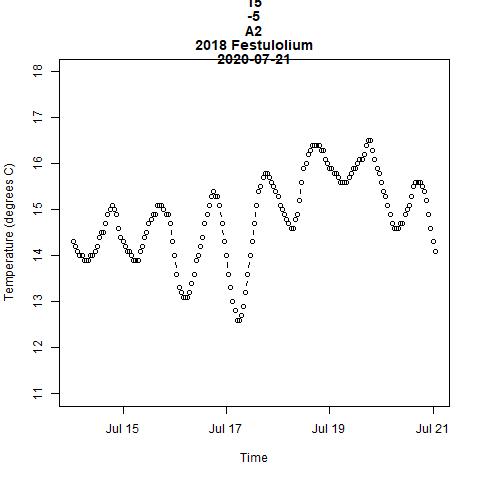 15
-5
A2
2018 Festulolium
2020-07-21
Temperature (degrees C)
18
17
16
15
14
13
12
11
Jul 15
Jul 17
Jul 19
Jul 21
Time